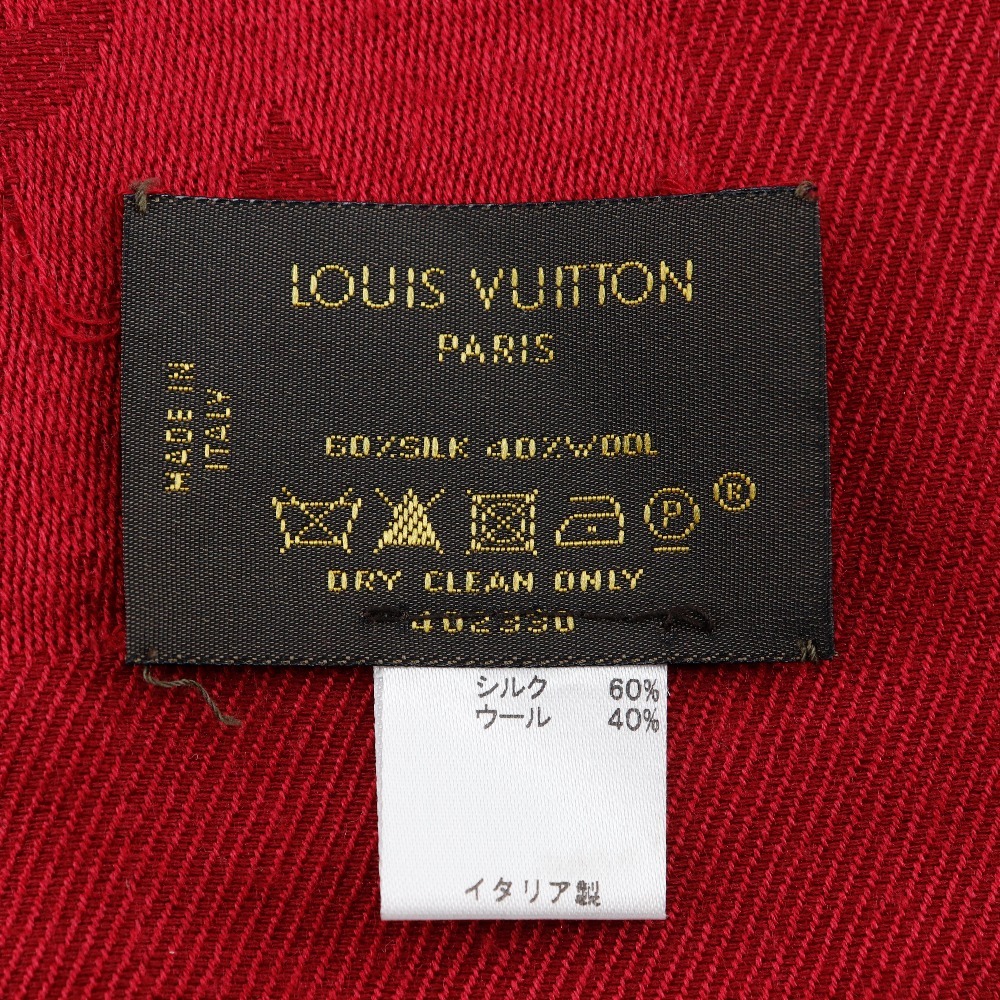 LOUIS VUITTON
PARIS
MADE IN
ITALY
60%SILK 40%WOOL
P
®
DRY CLEAN ONLY
402330
シルク 60%
ウール 40%
イタリア製